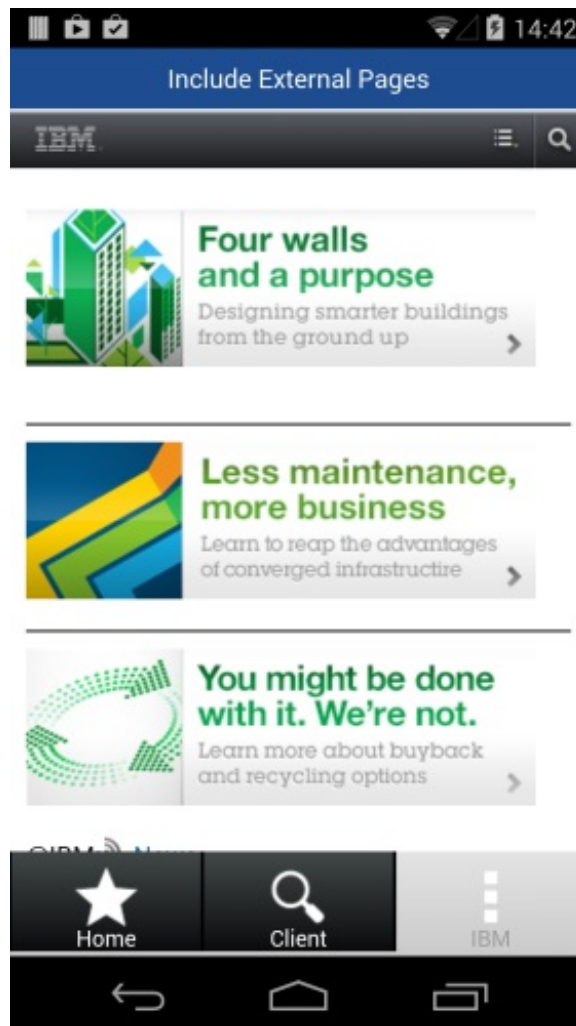 14:42
Include External Pages
IBM
Four walls
and a purpose
Designing smarter buildings
from the ground up
Less maintenance,
more business
Learn to reap the advantages
of converged infrastructire
You might be done
with it. We're not.
Learn more about buyback
and recycling options
Home
Client
IBM